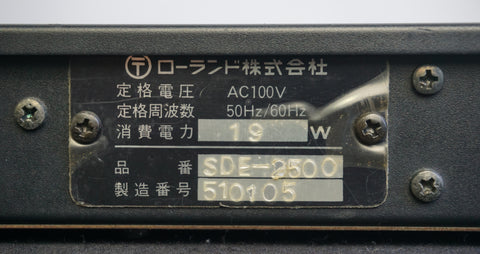 〒ローランド株式会社
定格電圧 AC100V
定格周波数 50Hz/60Hz
消費電力 19 W
品番 SDE-2500
製造番号 510105